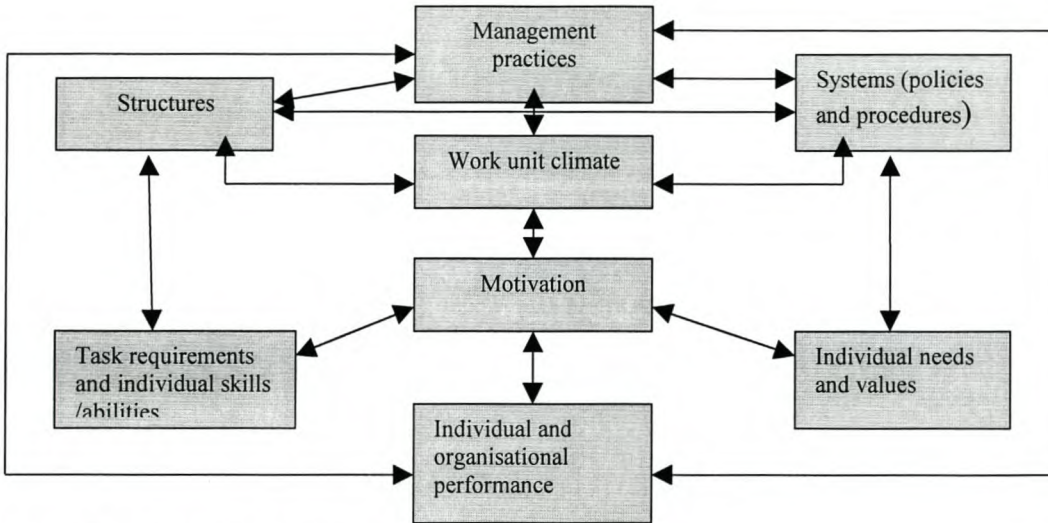 Management
practices
Structures
Systems (policies
and procedures)
Work unit climate
Motivation
Task requirements
and individual skills
/abilities
Individual needs
and values
Individual and
organisational
performance